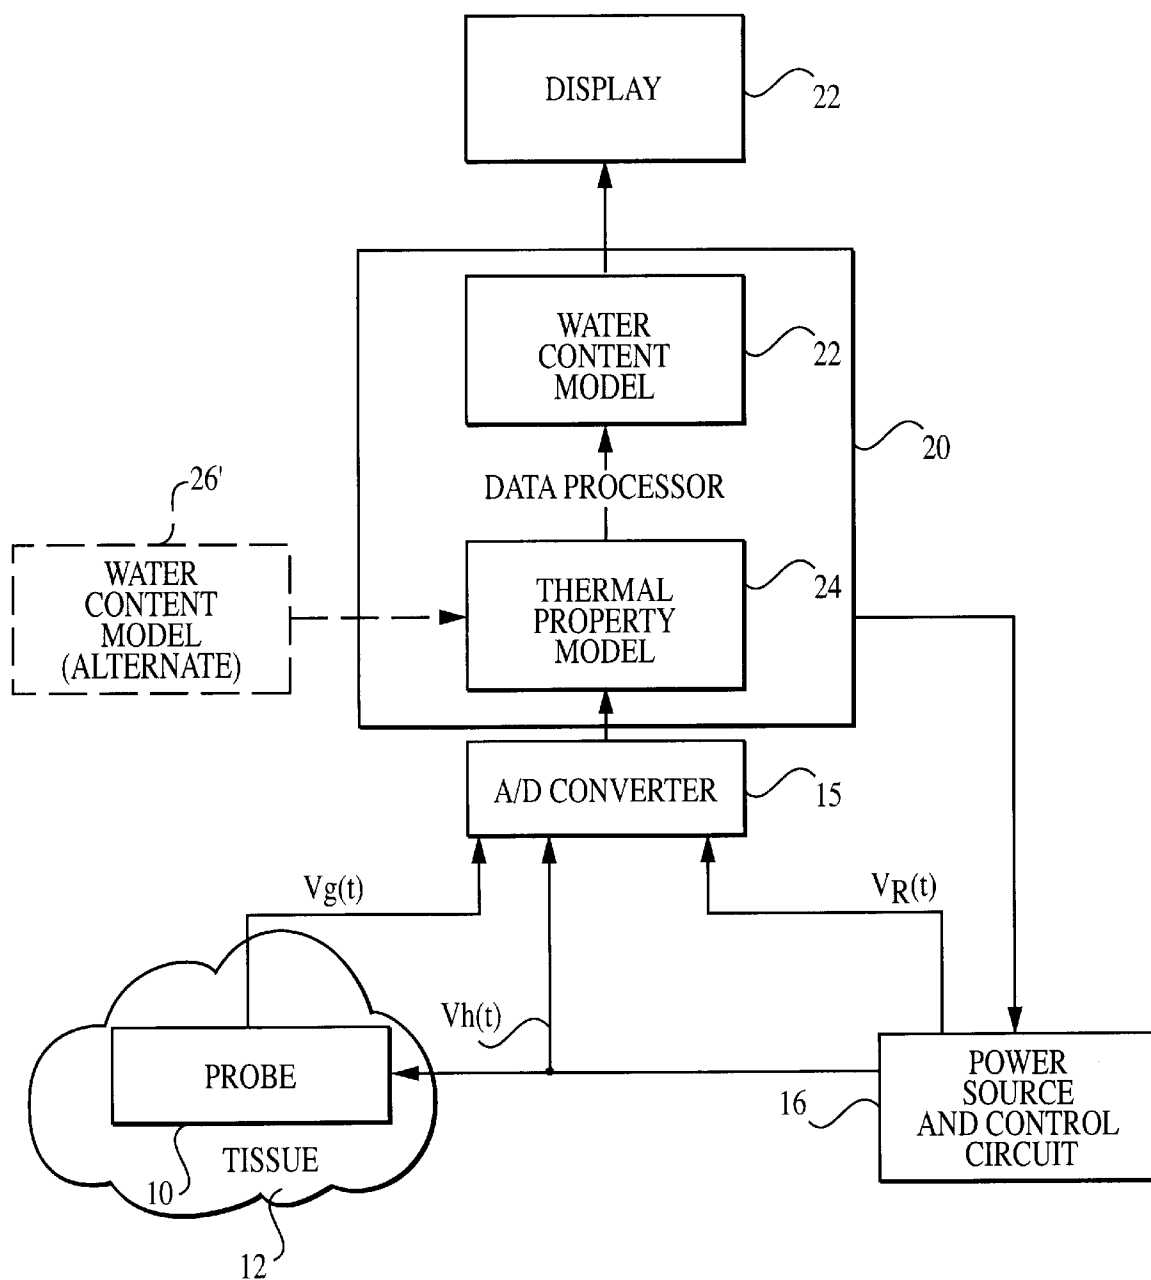 DISPLAY
22
WATER
CONTENT
MODEL
22
20
DATA PROCESSOR
26'
WATER
CONTENT
MODEL
(ALTERNATE)
THERMAL
PROPERTY
MODEL
24
A/D CONVERTER
15
Vg(t)
VR(t)
Vh(t)
PROBE
TISSUE
10
12
16
POWER
SOURCE
AND CONTROL
CIRCUIT